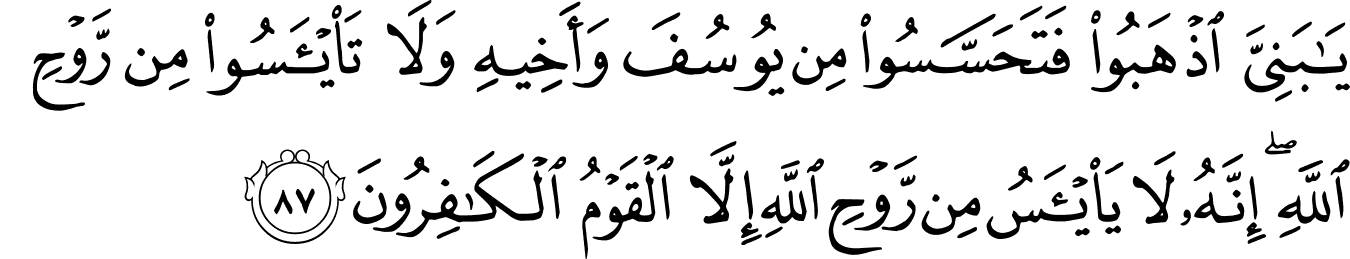 يَـٰبَنِىَّ ٱذْهَبُوا۟ فَتَحَسَّسُوا۟ مِن يُوسُفَ وَأَخِيهِ وَلَا تَا۟يْـَٔسُوا۟ مِن رَّوْحِ
ٱللَّهِ ۖ إِنَّهُۥ لَا يَا۟يْـَٔسُ مِن رَّوْحِ ٱللَّهِ إِلَّا ٱلْقَوْمُ ٱلْكَـٰفِرُونَ ٨٧